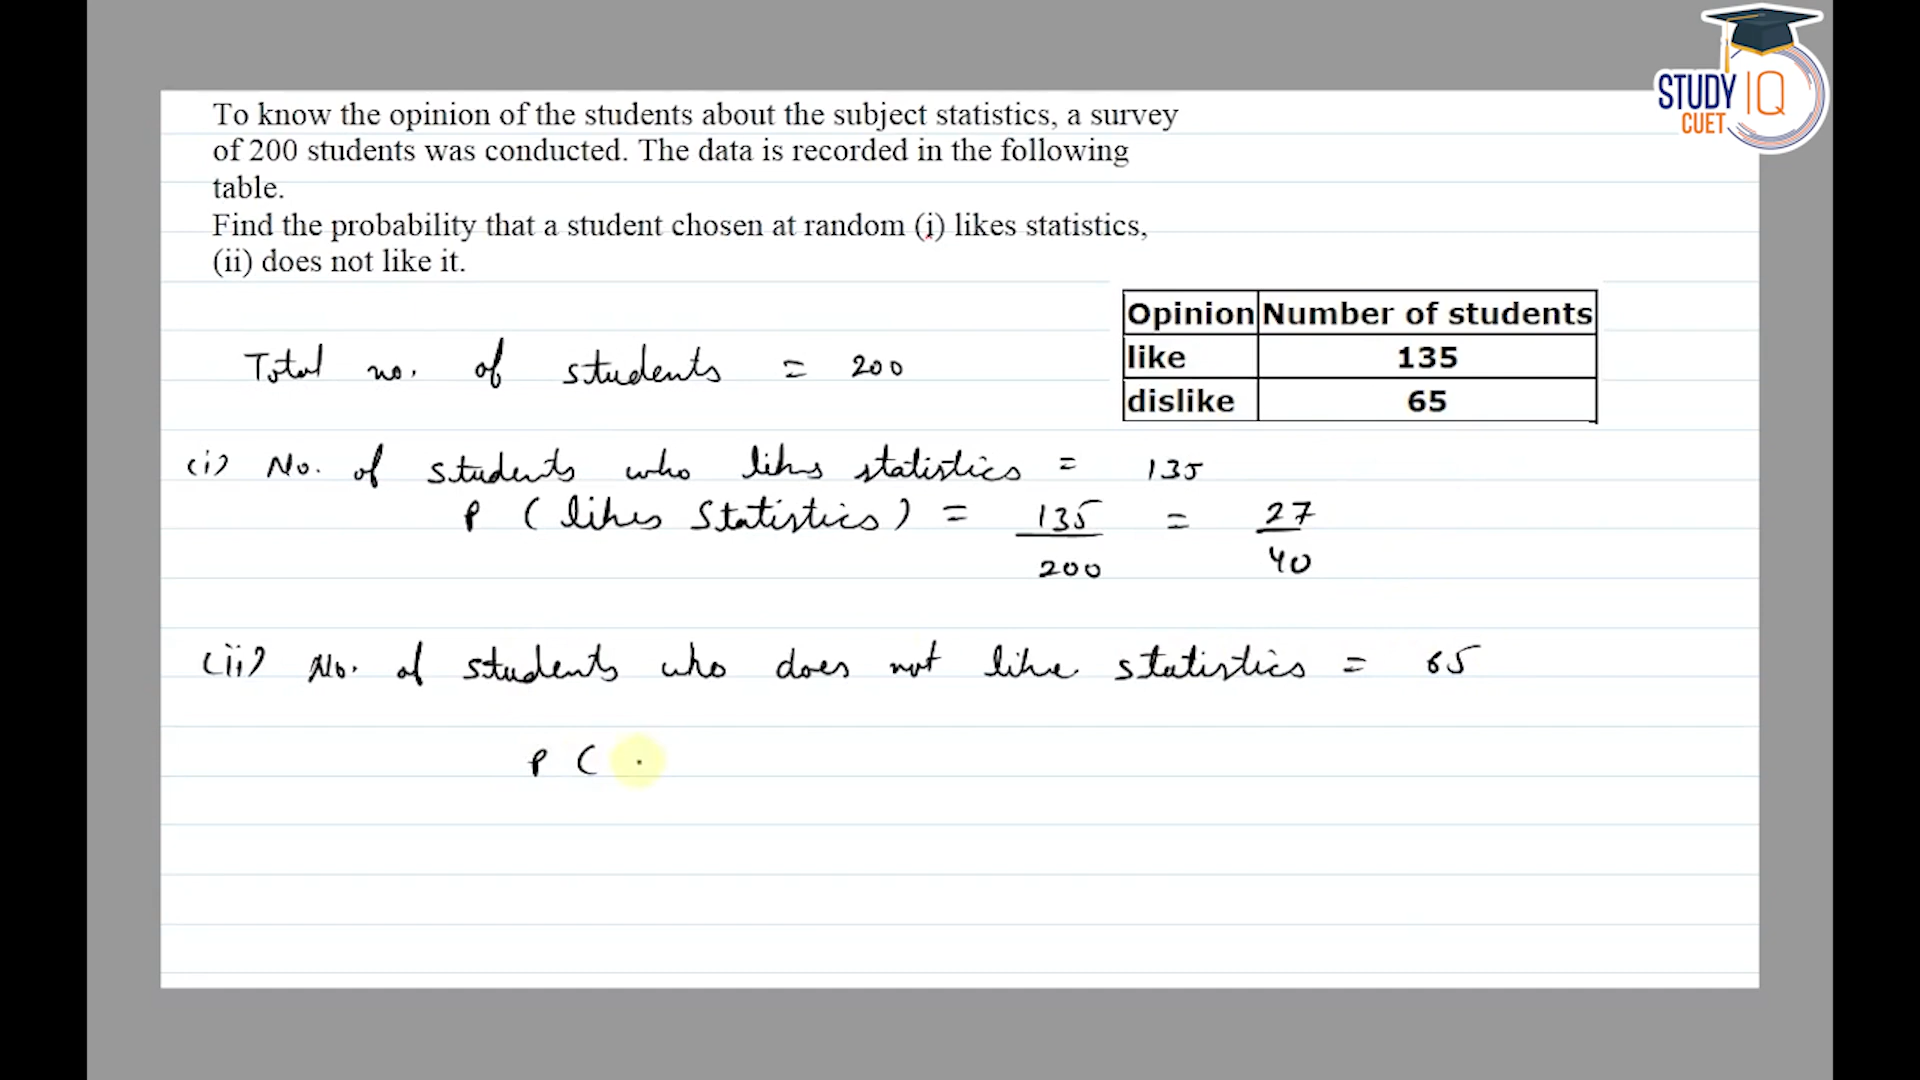 STUDY IQ
CUET
To know the opinion of the students about the subject statistics, a survey
of 200 students was conducted. The data is recorded in the following
table.
Find the probability that a student chosen at random (i) likes statistics,
(ii) does not like it.
Opinion Number of students
like 135
dislike 65
Total no. of students = 200
(i) No. of students who likes statistics = 135
P (likes Statistics) = 135/200 = 27/40
(ii) No. of students who does not like statistics = 65
P (